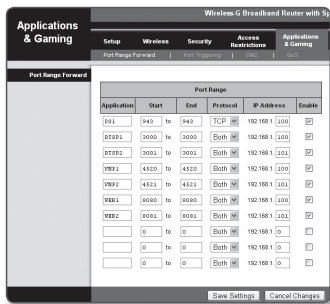 Wireless-G Broadband Router with Sp
Applications & Gaming
Setup Wireless Security Access Restrictions Applications & Gaming
Port Range Forward | Port Triggering | DMZ | QoS
Port Range Forward
Port Range
Application Start End Protocol IP Address Enable
PS1 943 to 943 TCP 192.168.1. 100
RTSP1 3000 to 3000 Both 192.168.1. 100
RTSP2 3001 to 3001 Both 192.168.1. 101
VNP1 4520 to 4520 Both 192.168.1. 100
VNP2 4521 to 4521 Both 192.168.1. 101
WEB1 8080 to 8080 Both 192.168.1. 100
WEB2 8081 to 8081 Both 192.168.1. 101
0 to 0 Both 192.168.1. 0
0 to 0 Both 192.168.1. 0
0 to 0 Both 192.168.1. 0
Save Settings Cancel Changes